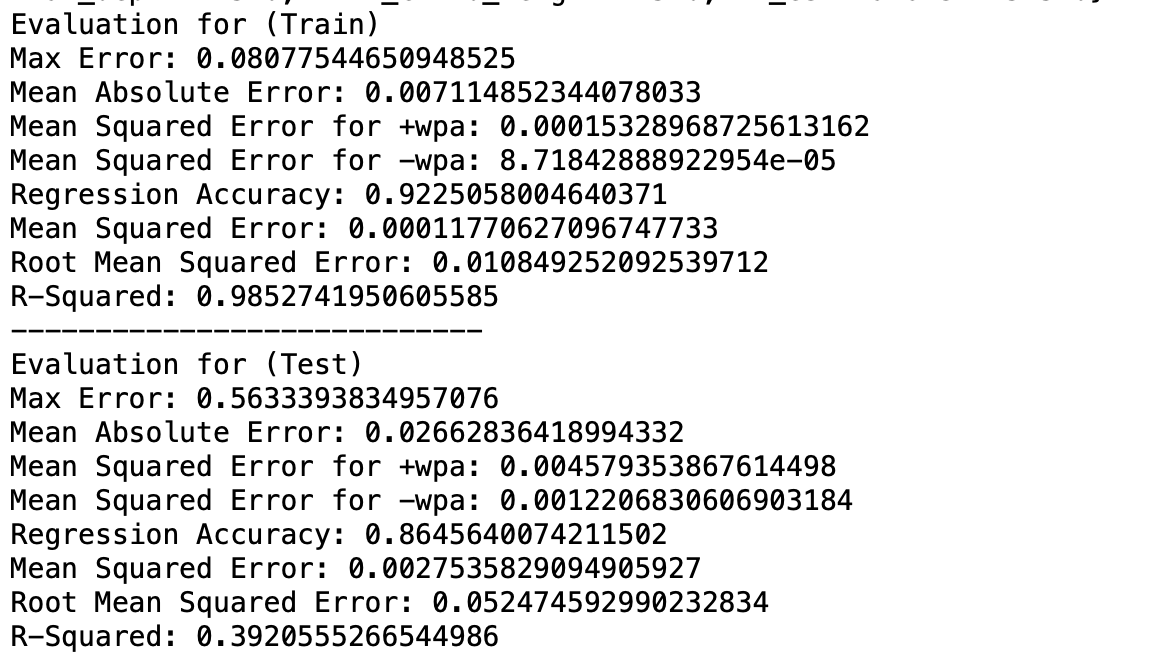 Evaluation for (Train)
Max Error: 0.08077544650948525
Mean Absolute Error: 0.007114852344078033
Mean Squared Error for +wpa: 0.00015328968725613162
Mean Squared Error for -wpa: 8.71842888922954e-05
Regression Accuracy: 0.9225058004640371
Mean Squared Error: 0.00011770627096747733
Root Mean Squared Error: 0.010849252092539712
R-Squared: 0.9852741950605585
----------------------------
Evaluation for (Test)
Max Error: 0.5633393834957076
Mean Absolute Error: 0.02662836418994332
Mean Squared Error for +wpa: 0.004579353867614498
Mean Squared Error for -wpa: 0.0012206830606903184
Regression Accuracy: 0.8645640074211502
Mean Squared Error: 0.0027535829094905927
Root Mean Squared Error: 0.052474592990232834
R-Squared: 0.3920555266544986